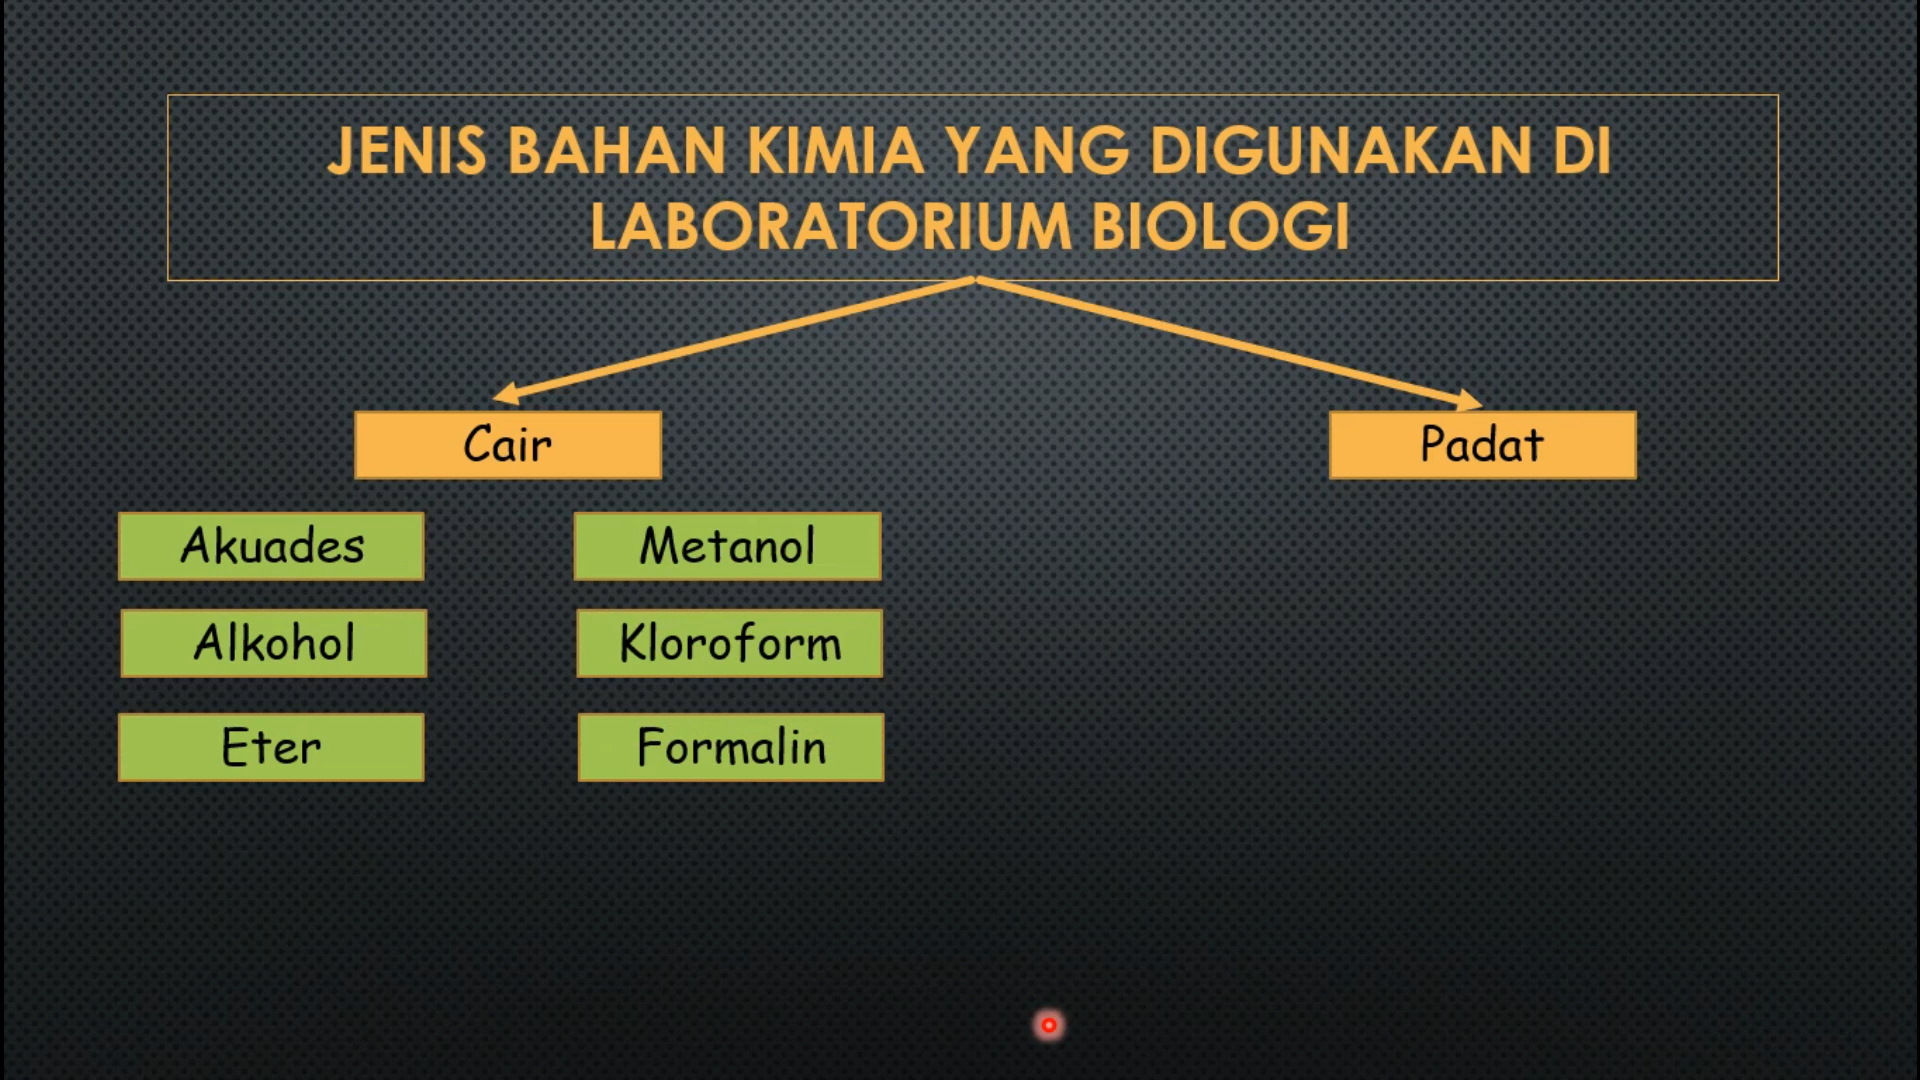 JENIS BAHAN KIMIA YANG DIGUNAKAN DI
LABORATORIUM BIOLOGI
Cair
Padat
Akuades
Metanol
Alkohol
Kloroform
Eter
Formalin